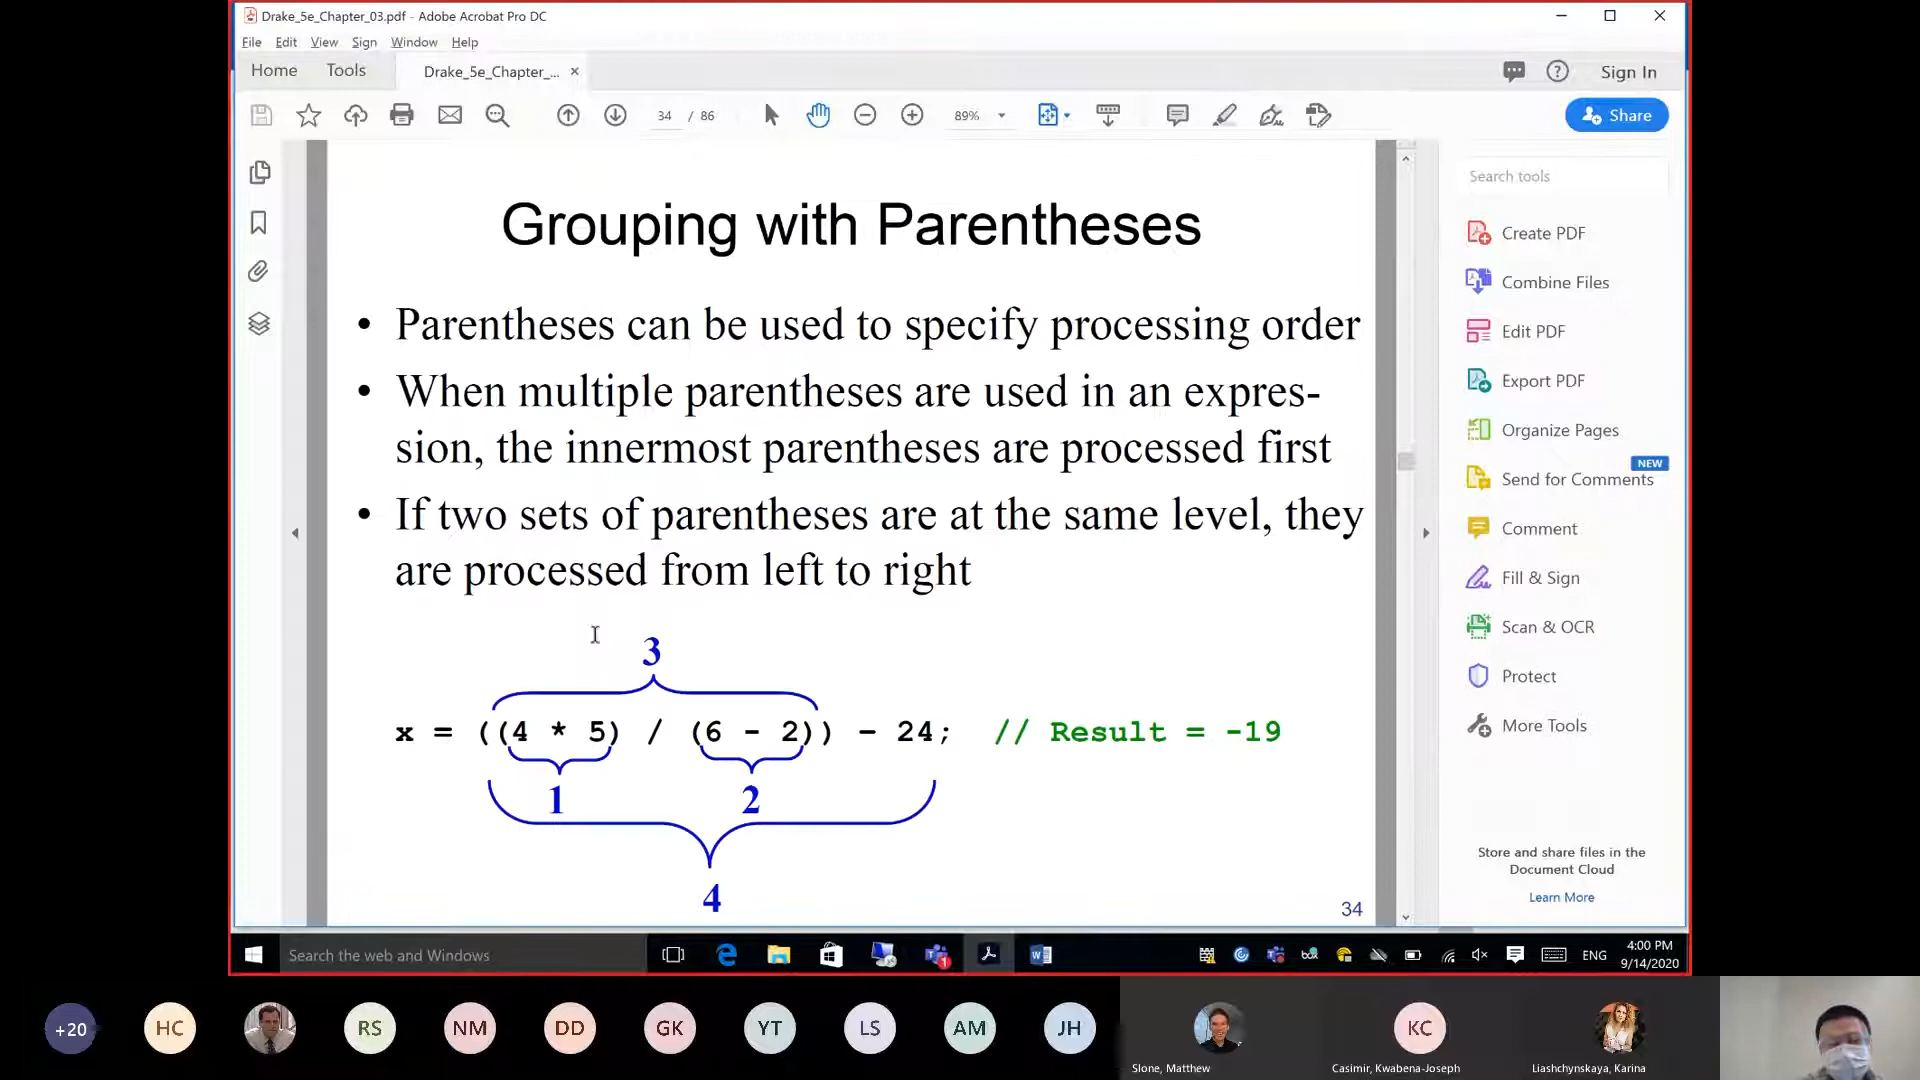 Drake_5e_Chapter_03.pdf - Adobe Acrobat Pro DC
File Edit View Sign Window Help
Home Tools Drake_5e_Chapter_... ×
Sign In
34 / 86
89%
Share
Search tools
Create PDF
Combine Files
Edit PDF
Export PDF
Organize Pages
NEW
Send for Comments
Comment
Fill & Sign
Scan & OCR
Protect
More Tools
Store and share files in the
Document Cloud
Learn More
Grouping with Parentheses
• Parentheses can be used to specify processing order
• When multiple parentheses are used in an expres-
sion, the innermost parentheses are processed first
• If two sets of parentheses are at the same level, they
are processed from left to right
3
x = ((4 * 5) / (6 - 2)) – 24; // Result = -19
1 2
4
34
Search the web and Windows
ENG
4:00 PM
9/14/2020
+20 HC RS NM DD GK YT LS AM JH KC
Slone, Matthew
Casimir, Kwabena-Joseph
Liashchynskaya, Karina